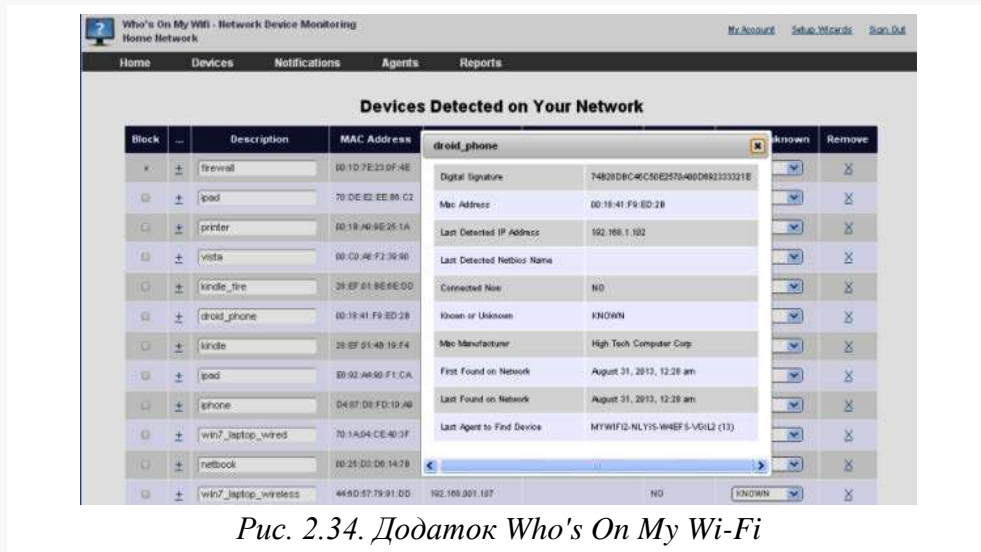 Who's On My Wifi - Network Device Monitoring
Home Network
My Account Setup Wizards Sign Out
Home Devices Notifications Agents Reports
Devices Detected on Your Network
Block ... Description MAC Address known Remove
firewall 00:1D:7E:23:0F:4E
ipad 70:DE:E2:EE:86:C2
printer
vista
kindle_fire
droid_phone 00:18:41:F9:ED:2B
kindle
ipad
iphone
win7_laptop_wired
netbook
win7_laptop_wireless 192.168.001.107 NO KNOWN
droid_phone
Digital Signature
Mac Address 00:18:41:F9:ED:2B
Last Detected IP Address 192.168.1.102
Last Detected Netbios Name
Connected Now NO
Known or Unknown KNOWN
Mac Manufacturer High Tech Computer Corp
First Found on Network August 31, 2013, 12:28 am
Last Found on Network August 31, 2013, 12:28 am
Last Agent to Find Device
Рис. 2.34. Додаток Who's On My Wi-Fi